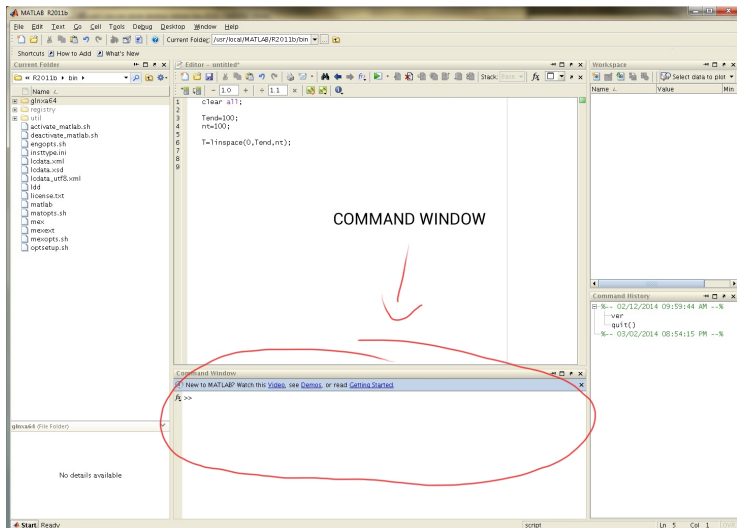 MATLAB R2011b
File Edit Text Go Cell Tools Debug Desktop Window Help
Current Folder: /usr/local/MATLAB/R2011b/bin
Shortcuts How to Add What's New
Current Folder
« R2011b ▸ bin ▸
Name
glnxa64
registry
util
activate_matlab.sh
deactivate_matlab.sh
engopts.sh
insttype.ini
lcdata.xml
lcdata.xsd
lcdata_utf8.xml
ldd
license.txt
matlab
matopts.sh
mex
mexext
mexopts.sh
optsetup.sh
glnxa64 (File Folder)
No details available
Editor - untitled*
Stack: Base fx
- 1.0 + ÷ 1.1 ×
1 clear all;
2
3 Tend=100;
4 nt=100;
5
6 T=linspace(0,Tend,nt);
7
8
9
COMMAND WINDOW
Command Window
New to MATLAB? Watch this Video, see Demos, or read Getting Started.
fx >>
Workspace
Select data to plot
Name Value Min
Command History
%-- 02/12/2014 09:59:44 AM --%
ver
quit()
%-- 03/02/2014 08:54:15 PM --%
Start Ready
script Ln 5 Col 1 OVR